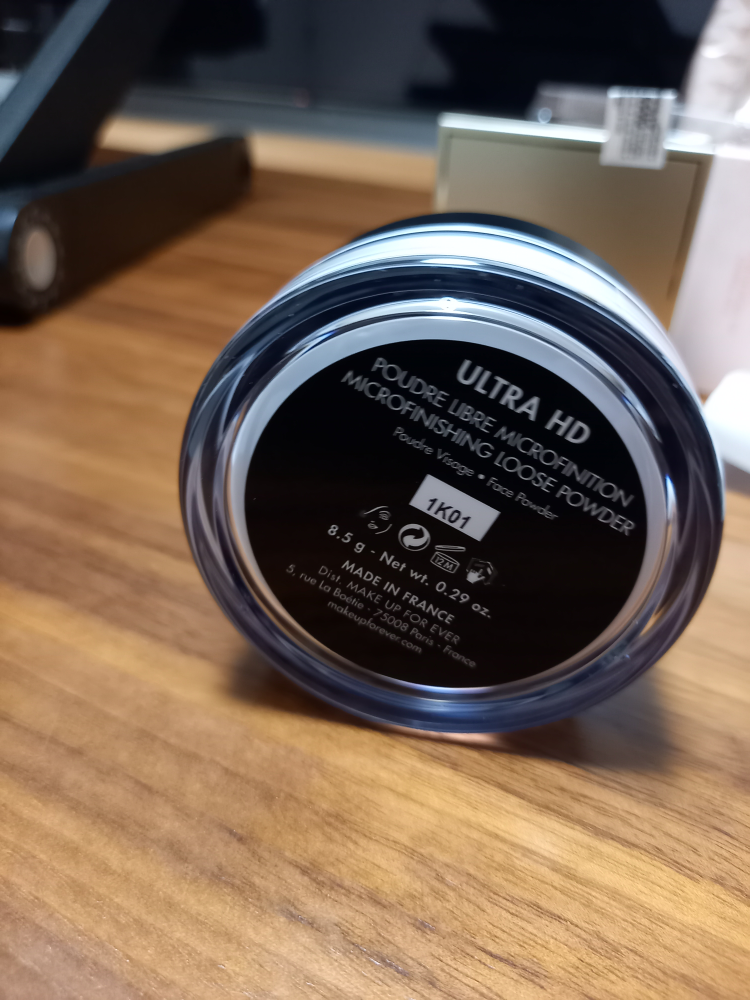 ULTRA HD
POUDRE LIBRE MICROFINITION
MICROFINISHING LOOSE POWDER
Poudre Visage • Face Powder
1K01
12M
8.5 g - Net wt. 0.29 oz.
MADE IN FRANCE
Dist. MAKE UP FOR EVER
5, rue La Boétie - 75008 Paris - France
makeupforever.com